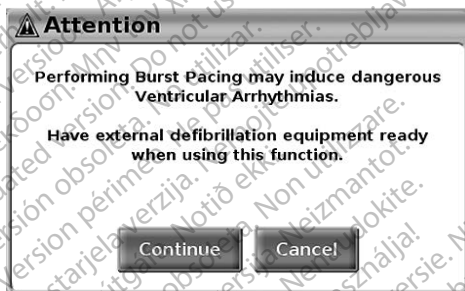 Attention
Performing Burst Pacing may induce dangerous
Ventricular Arrhythmias.
Have external defibrillation equipment ready
when using this function.
Continue
Cancel